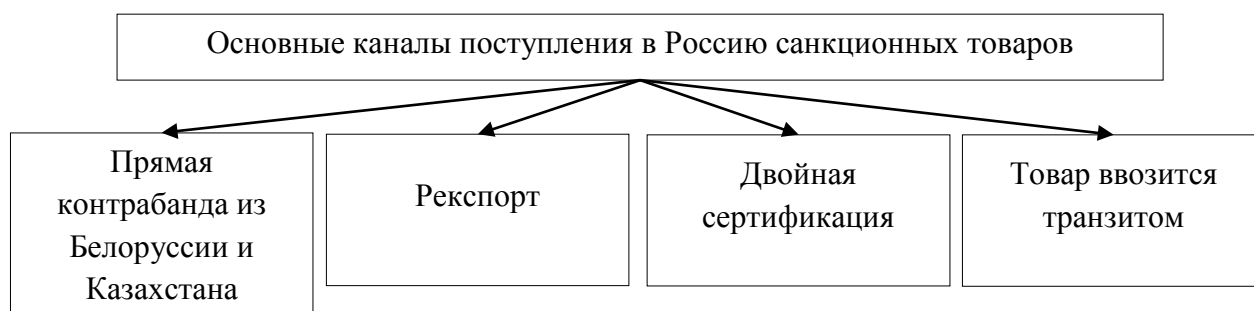 Основные каналы поступления в Россию санкционных товаров
Прямая
контрабанда из
Белоруссии и
Казахстана
Рекспорт
Двойная
сертификация
Товар ввозится
транзитом